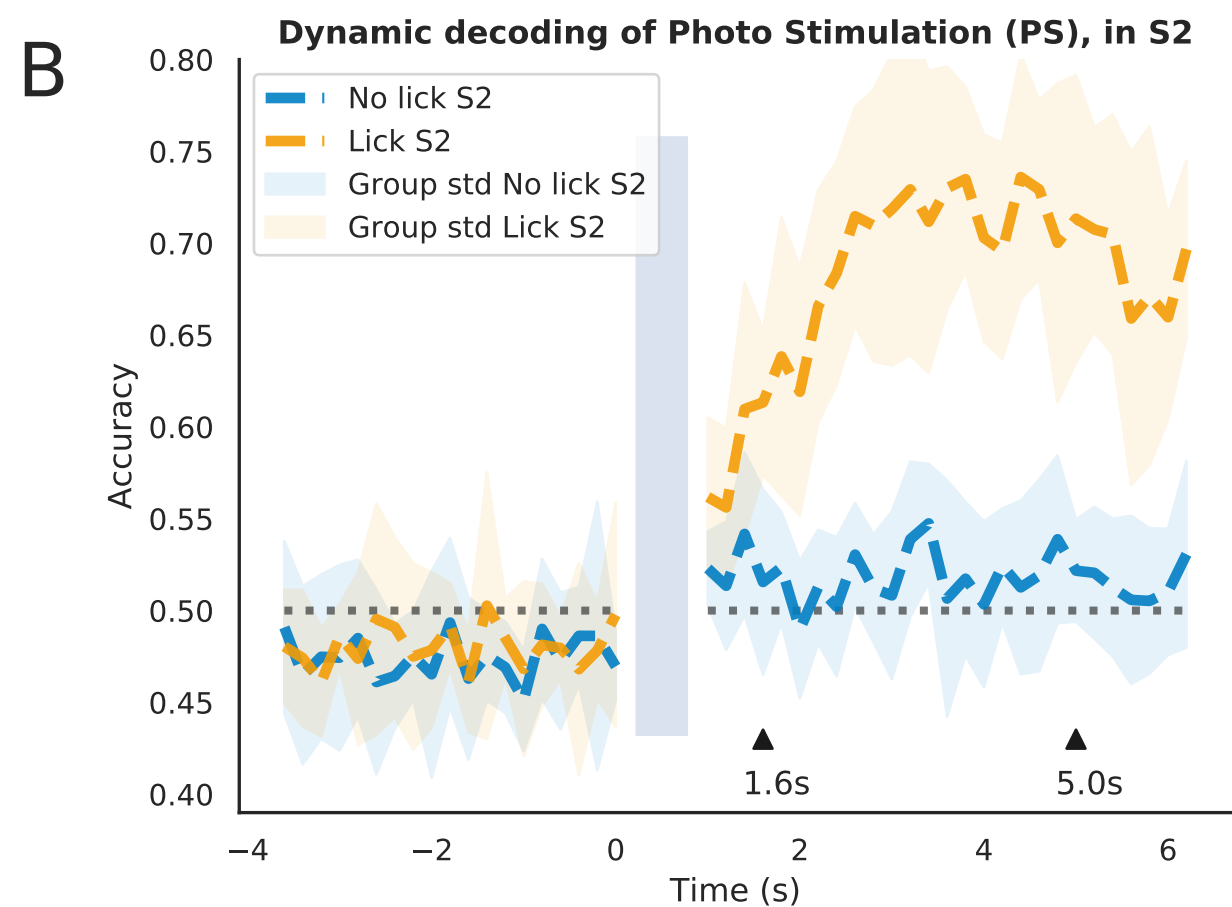 B
Dynamic decoding of Photo Stimulation (PS), in S2
No lick S2
Lick S2
Group std No lick S2
Group std Lick S2
Accuracy
0.80
0.75
0.70
0.65
0.60
0.55
0.50
0.45
0.40
1.6s
5.0s
−4
−2
0
2
4
6
Time (s)